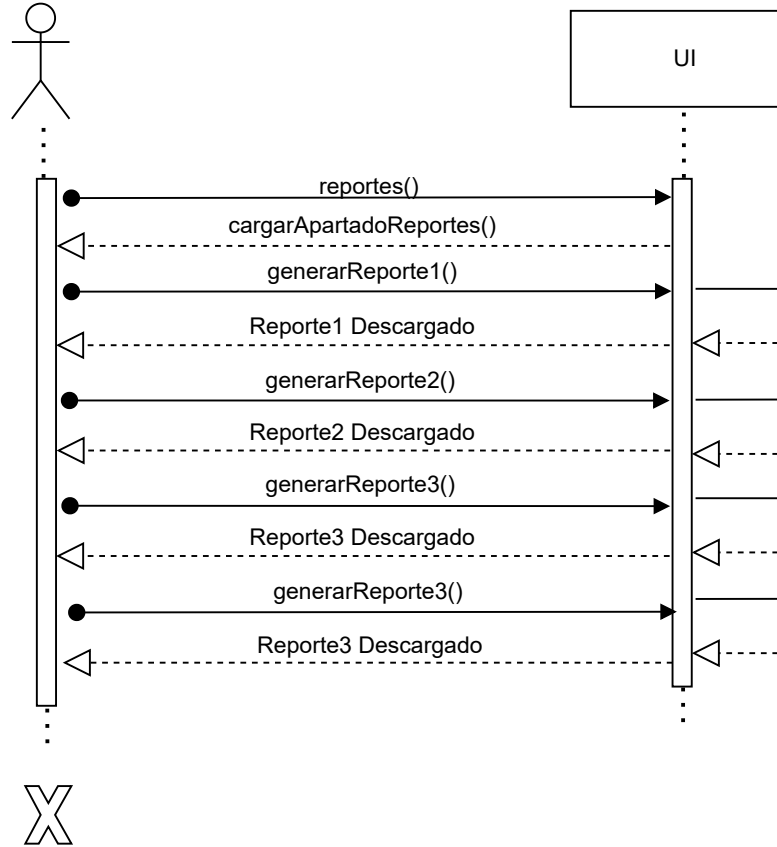 UI
reportes()
cargarApartadoReportes()
generarReporte1()
Reporte1 Descargado
generarReporte2()
Reporte2 Descargado
generarReporte3()
Reporte3 Descargado
generarReporte3()
Reporte3 Descargado
X